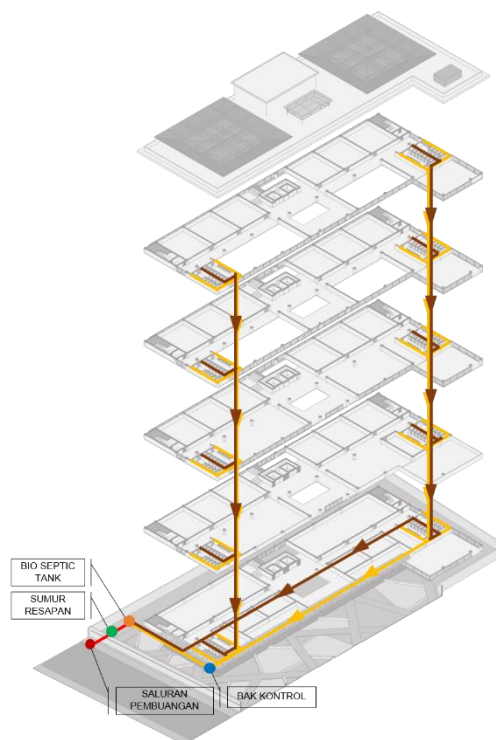 BIO SEPTIC
TANK
SUMUR
RESAPAN
SALURAN
PEMBUANGAN
BAK KONTROL